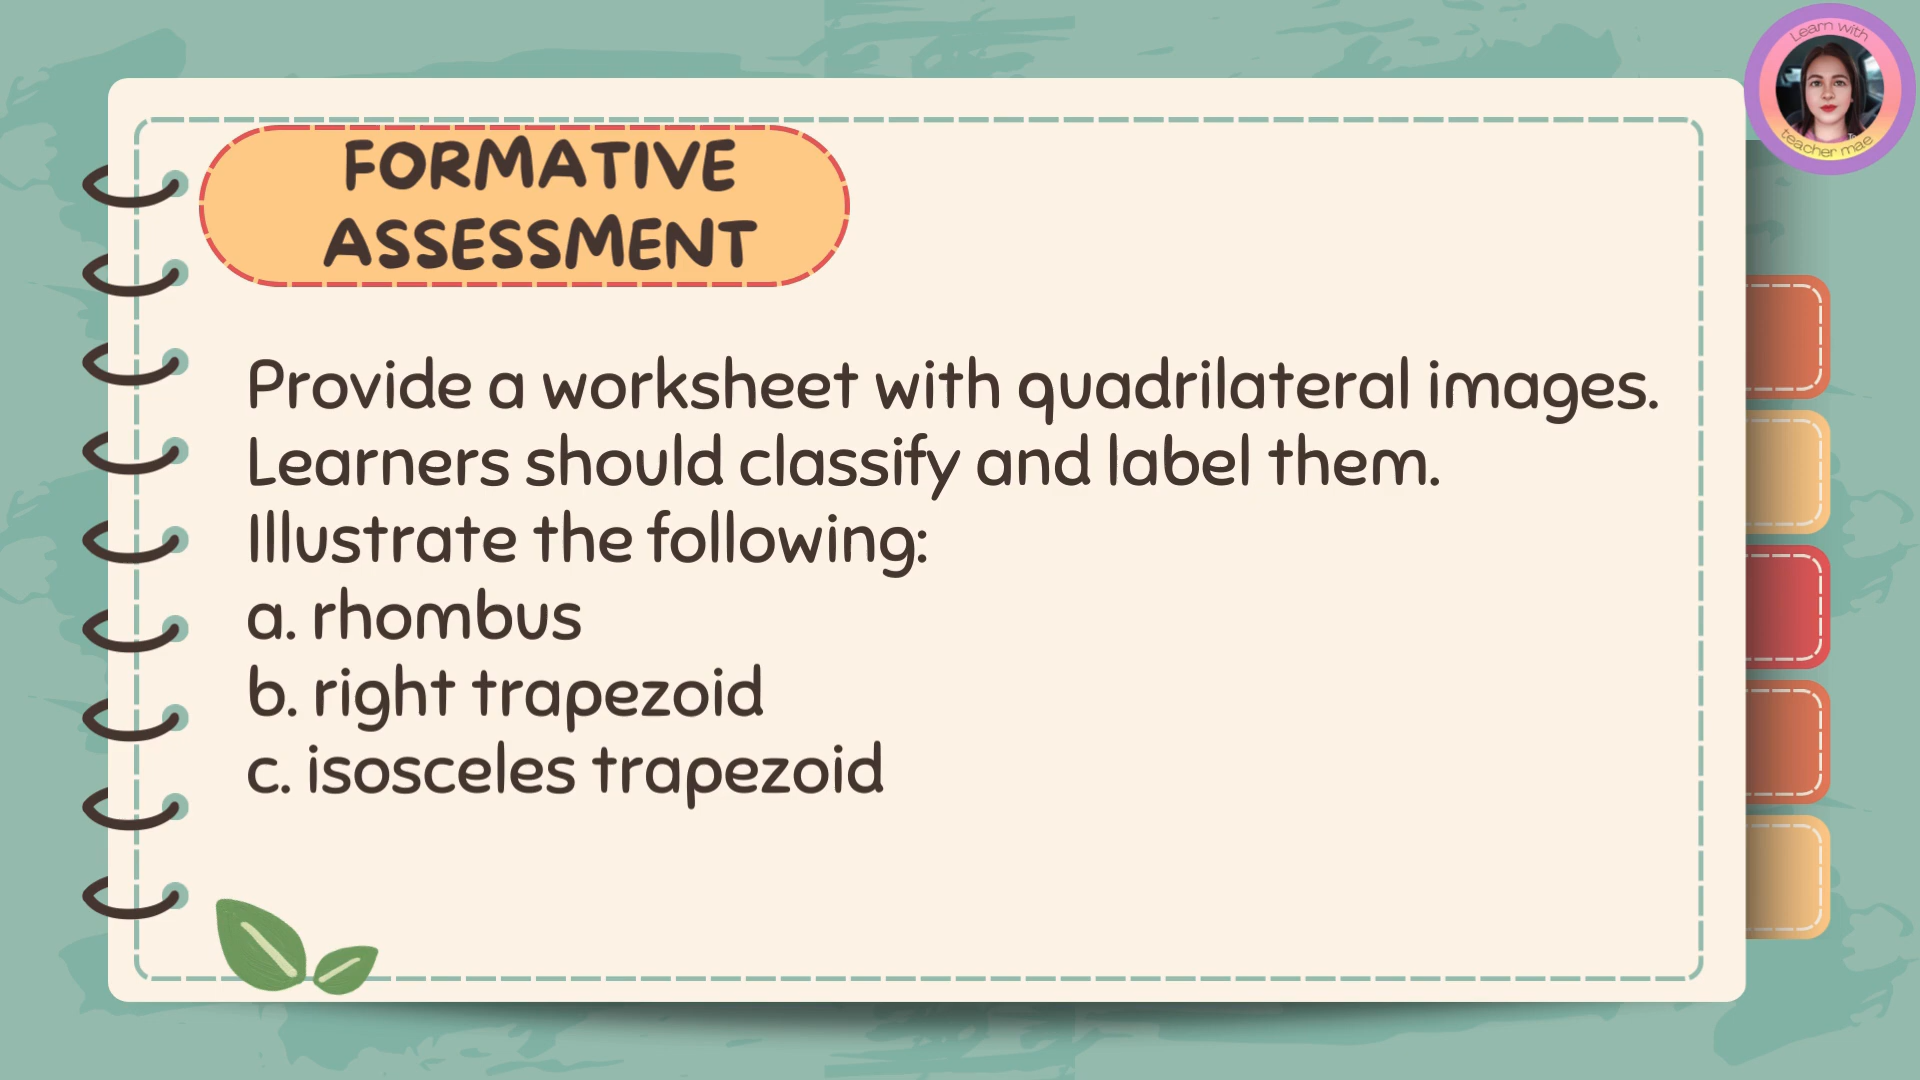 Learn with
teacher mae
FORMATIVE
ASSESSMENT
Provide a worksheet with quadrilateral images.
Learners should classify and label them.
Illustrate the following:
a. rhombus
b. right trapezoid
c. isosceles trapezoid